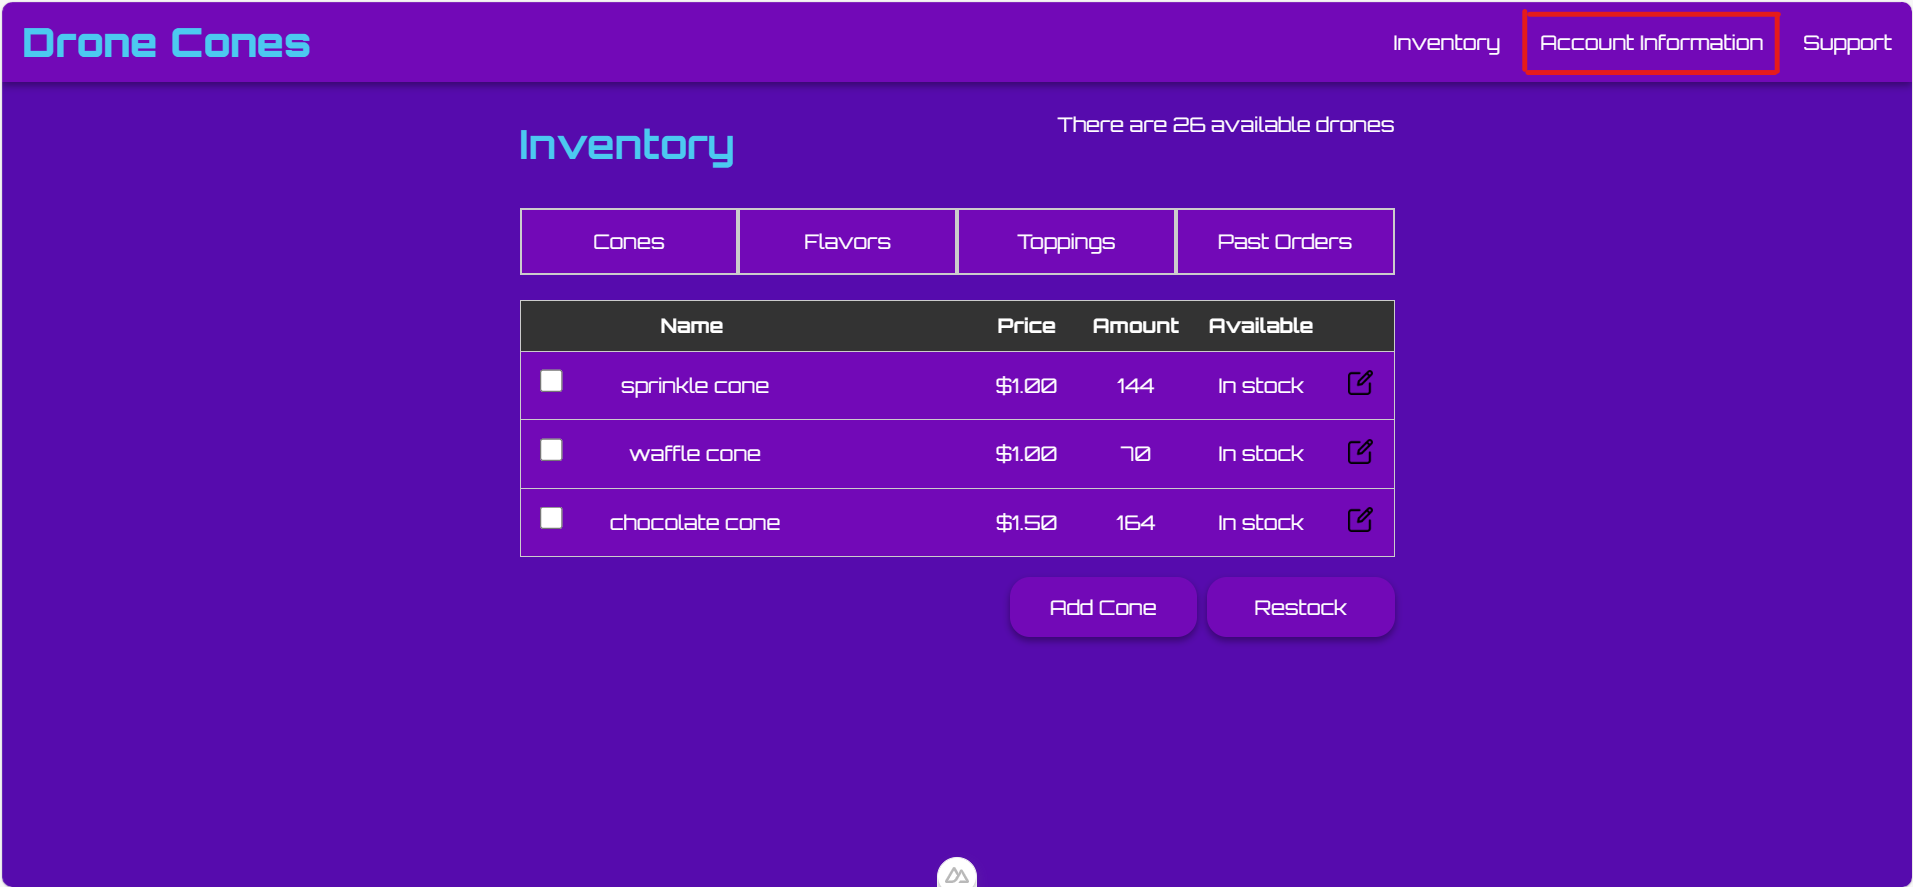 Drone Cones
Inventory Account Information Support
Inventory
There are 26 available drones
Cones Flavors Toppings Past Orders
Name Price Amount Available
sprinkle cone $1.00 144 In stock
waffle cone $1.00 70 In stock
chocolate cone $1.50 164 In stock
Add Cone Restock